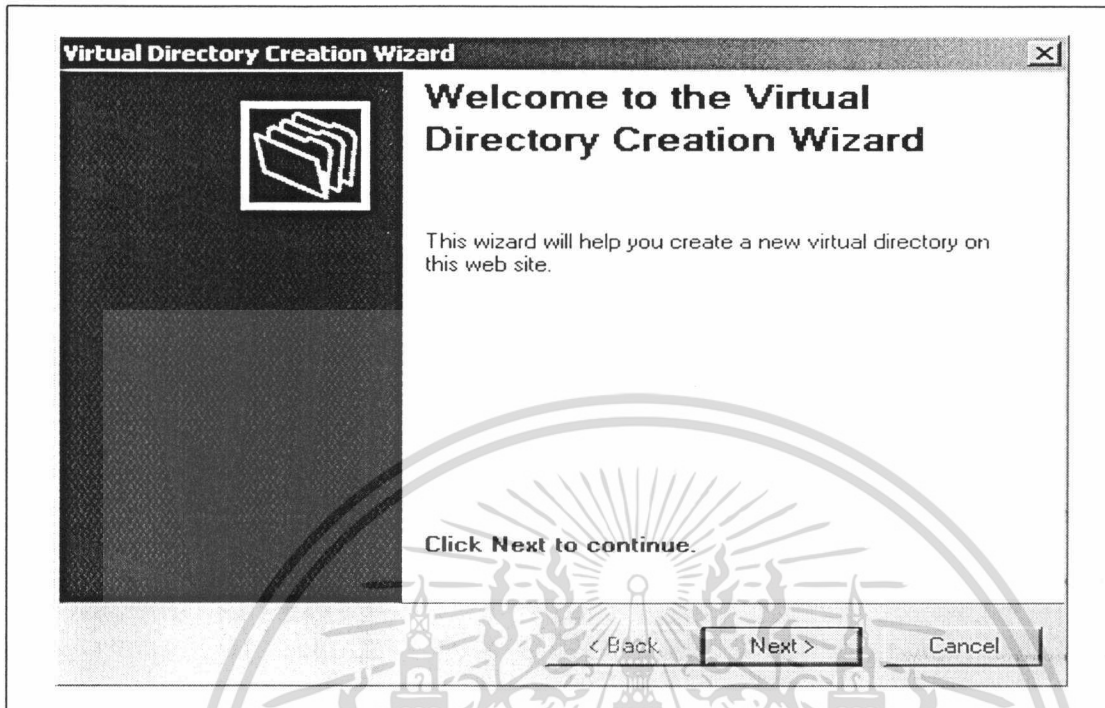 Virtual Directory Creation Wizard
Welcome to the Virtual
Directory Creation Wizard
This wizard will help you create a new virtual directory on
this web site.
Click Next to continue.
< Back
Next >
Cancel